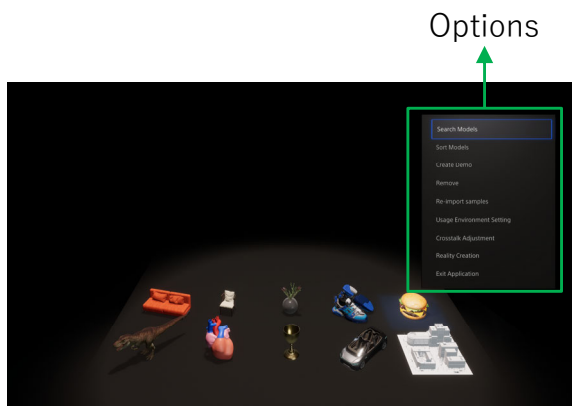 Options
Search Models
Sort Models
Create Demo
Remove
Re-import samples
Usage Environment Setting
Crosstalk Adjustment
Reality Creation
Exit Application